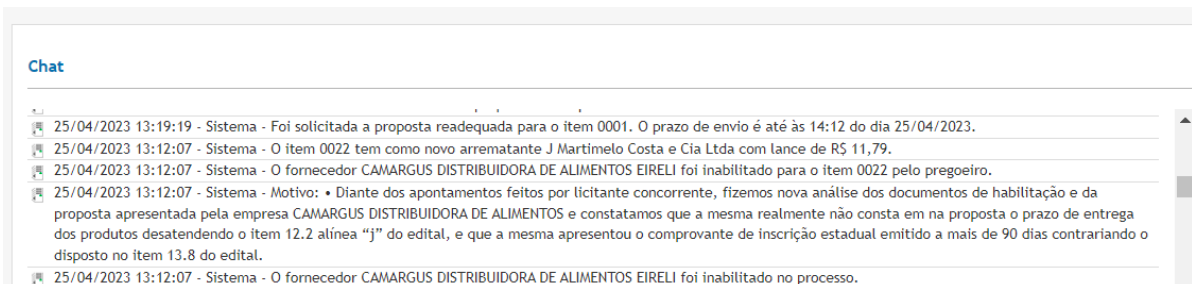 Chat
25/04/2023 13:19:19 - Sistema - Foi solicitada a proposta readequada para o item 0001. O prazo de envio é até às 14:12 do dia 25/04/2023.
25/04/2023 13:12:07 - Sistema - O item 0022 tem como novo arrematante J Martimelo Costa e Cia Ltda com lance de R$ 11,79.
25/04/2023 13:12:07 - Sistema - O fornecedor CAMARGUS DISTRIBUIDORA DE ALIMENTOS EIRELI foi inabilitado para o item 0022 pelo pregoeiro.
25/04/2023 13:12:07 - Sistema - Motivo: • Diante dos apontamentos feitos por licitante concorrente, fizemos nova análise dos documentos de habilitação e da
proposta apresentada pela empresa CAMARGUS DISTRIBUIDORA DE ALIMENTOS e constatamos que a mesma realmente não consta em na proposta o prazo de entrega
dos produtos desatendendo o item 12.2 alínea “j” do edital, e que a mesma apresentou o comprovante de inscrição estadual emitido a mais de 90 dias contrariando o
disposto no item 13.8 do edital.
25/04/2023 13:12:07 - Sistema - O fornecedor CAMARGUS DISTRIBUIDORA DE ALIMENTOS EIRELI foi inabilitado no processo.